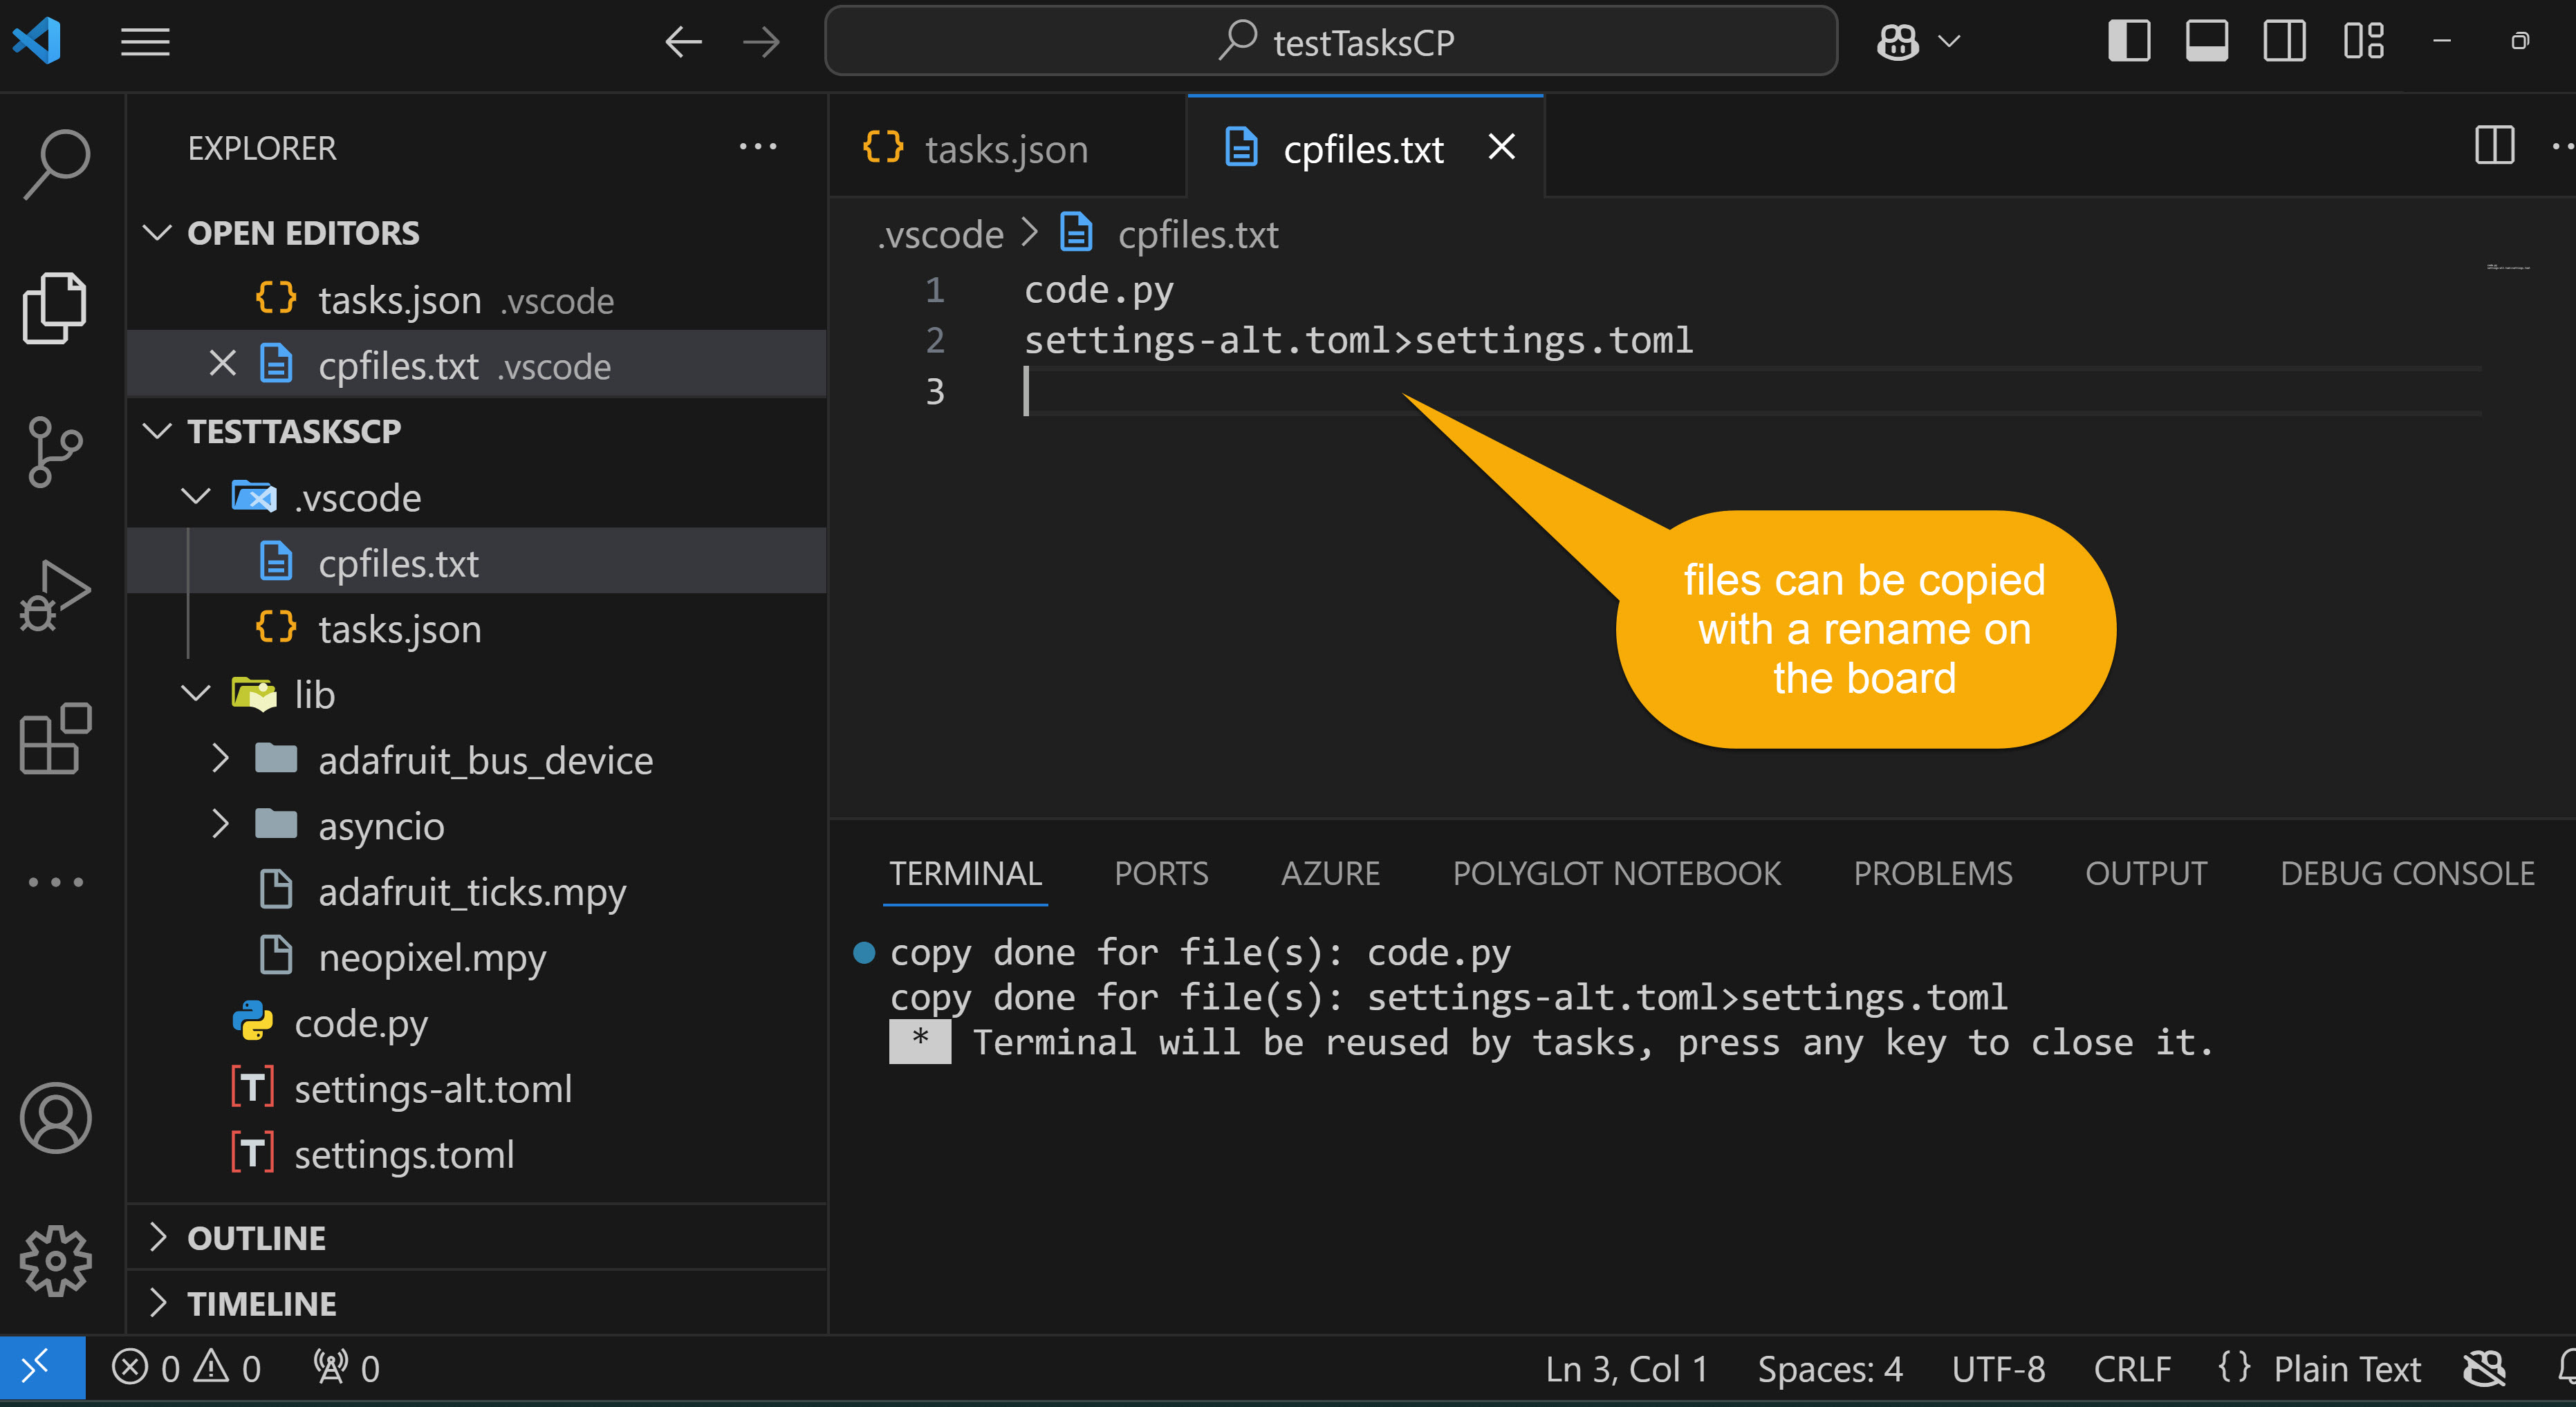 testTasksCP
EXPLORER
OPEN EDITORS
tasks.json .vscode
cpfiles.txt .vscode
TESTTASKSCP
.vscode
cpfiles.txt
tasks.json
lib
adafruit_bus_device
asyncio
adafruit_ticks.mpy
neopixel.mpy
code.py
settings-alt.toml
settings.toml
OUTLINE
TIMELINE
tasks.json
cpfiles.txt
.vscode > cpfiles.txt
1 code.py
2 settings-alt.toml>settings.toml
3
files can be copied
with a rename on
the board
TERMINAL PORTS AZURE POLYGLOT NOTEBOOK PROBLEMS OUTPUT DEBUG CONSOLE
copy done for file(s): code.py
copy done for file(s): settings-alt.toml>settings.toml
* Terminal will be reused by tasks, press any key to close it.
0 0 0 Ln 3, Col 1 Spaces: 4 UTF-8 CRLF {} Plain Text